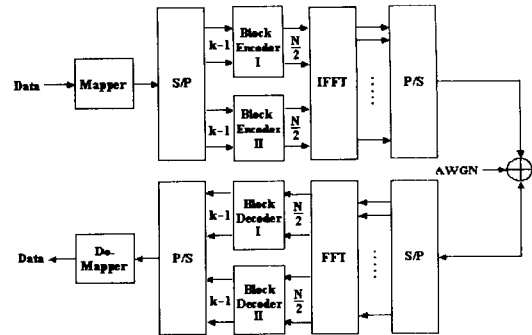 Data
Mapper
S/P
k-1
Block
Encoder
I
N/2
k-1
Block
Encoder
II
N/2
IFFT
P/S
AWGN
Data
De-
Mapper
P/S
k-1
Block
Decoder
I
N/2
k-1
Block
Decoder
II
N/2
FFT
S/P